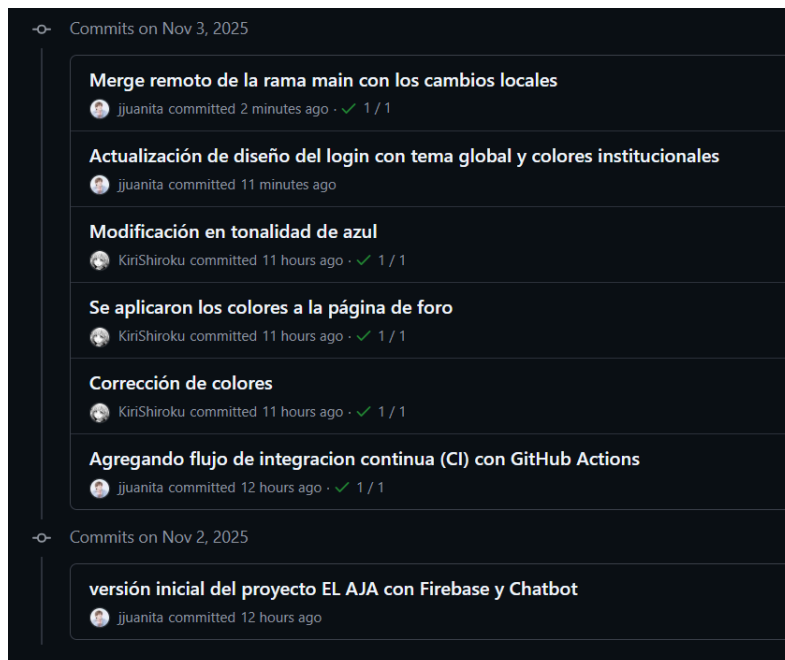 Commits on Nov 3, 2025
Merge remoto de la rama main con los cambios locales
jjuanita committed 2 minutes ago · ✓ 1 / 1
Actualización de diseño del login con tema global y colores institucionales
jjuanita committed 11 minutes ago
Modificación en tonalidad de azul
KiriShiroku committed 11 hours ago · ✓ 1 / 1
Se aplicaron los colores a la página de foro
KiriShiroku committed 11 hours ago · ✓ 1 / 1
Corrección de colores
KiriShiroku committed 11 hours ago · ✓ 1 / 1
Agregando flujo de integracion continua (CI) con GitHub Actions
jjuanita committed 12 hours ago · ✓ 1 / 1
Commits on Nov 2, 2025
versión inicial del proyecto EL AJA con Firebase y Chatbot
jjuanita committed 12 hours ago